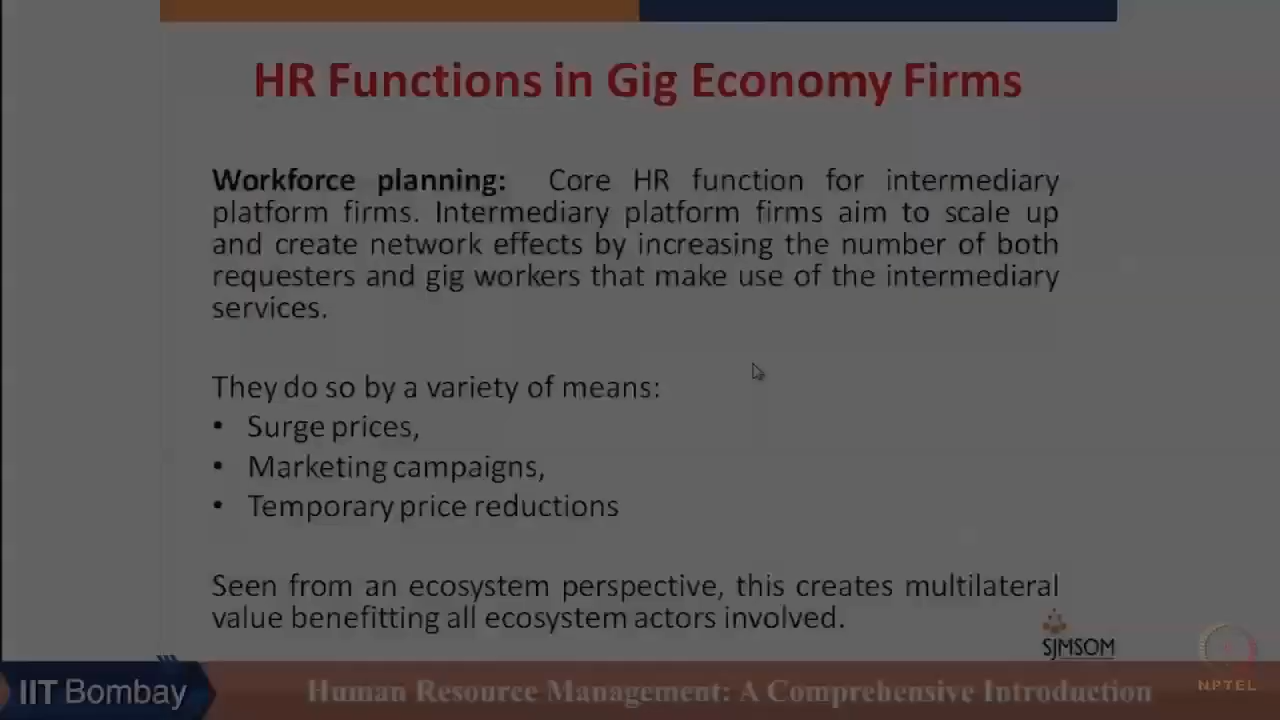 HR Functions in Gig Economy Firms
Workforce planning: Core HR function for intermediary
platform firms. Intermediary platform firms aim to scale up
and create network effects by increasing the number of both
requesters and gig workers that make use of the intermediary
services.
They do so by a variety of means:
• Surge prices,
• Marketing campaigns,
• Temporary price reductions
Seen from an ecosystem perspective, this creates multilateral
value benefitting all ecosystem actors involved.
SJMSOM
NPTEL
IIT Bombay
Human Resource Management: A Comprehensive Introduction